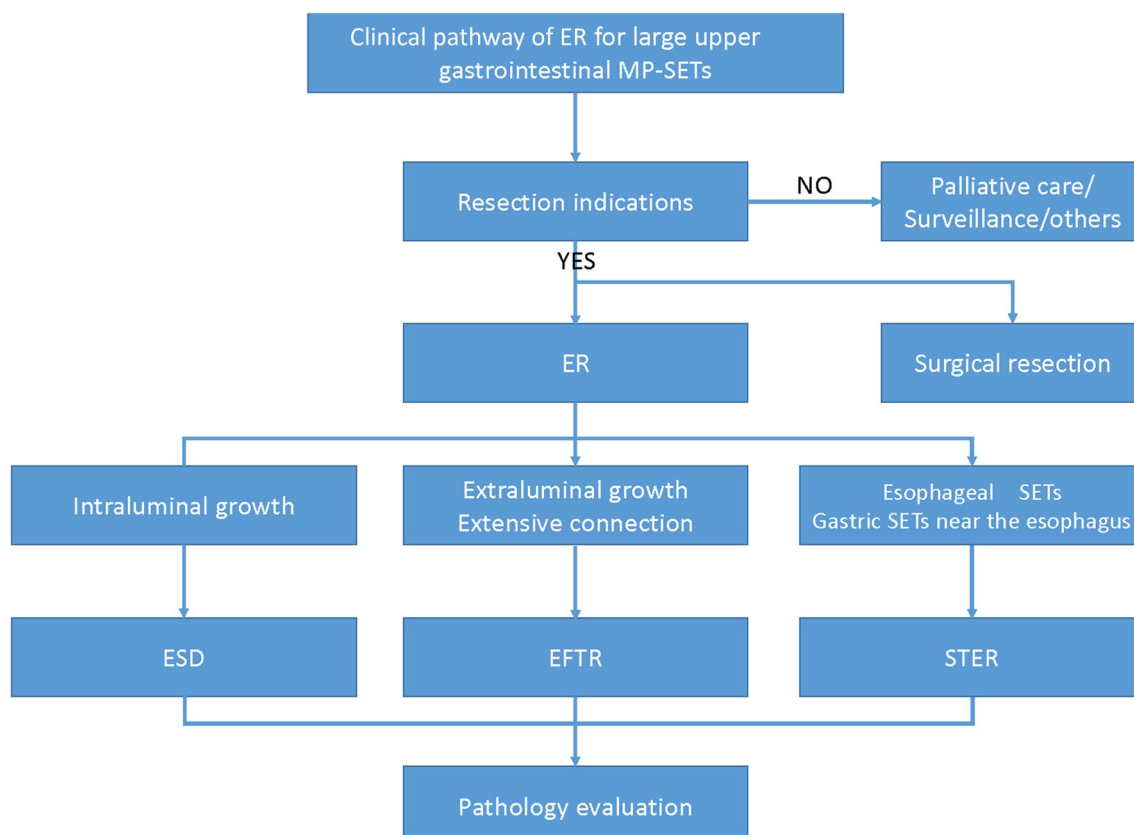 Clinical pathway of ER for large upper
gastrointestinal MP-SETs
Resection indications
NO
Palliative care/
Surveillance/others
YES
ER
Surgical resection
Intraluminal growth
Extraluminal growth
Extensive connection
Esophageal SETs
Gastric SETs near the esophagus
ESD
EFTR
STER
Pathology evaluation